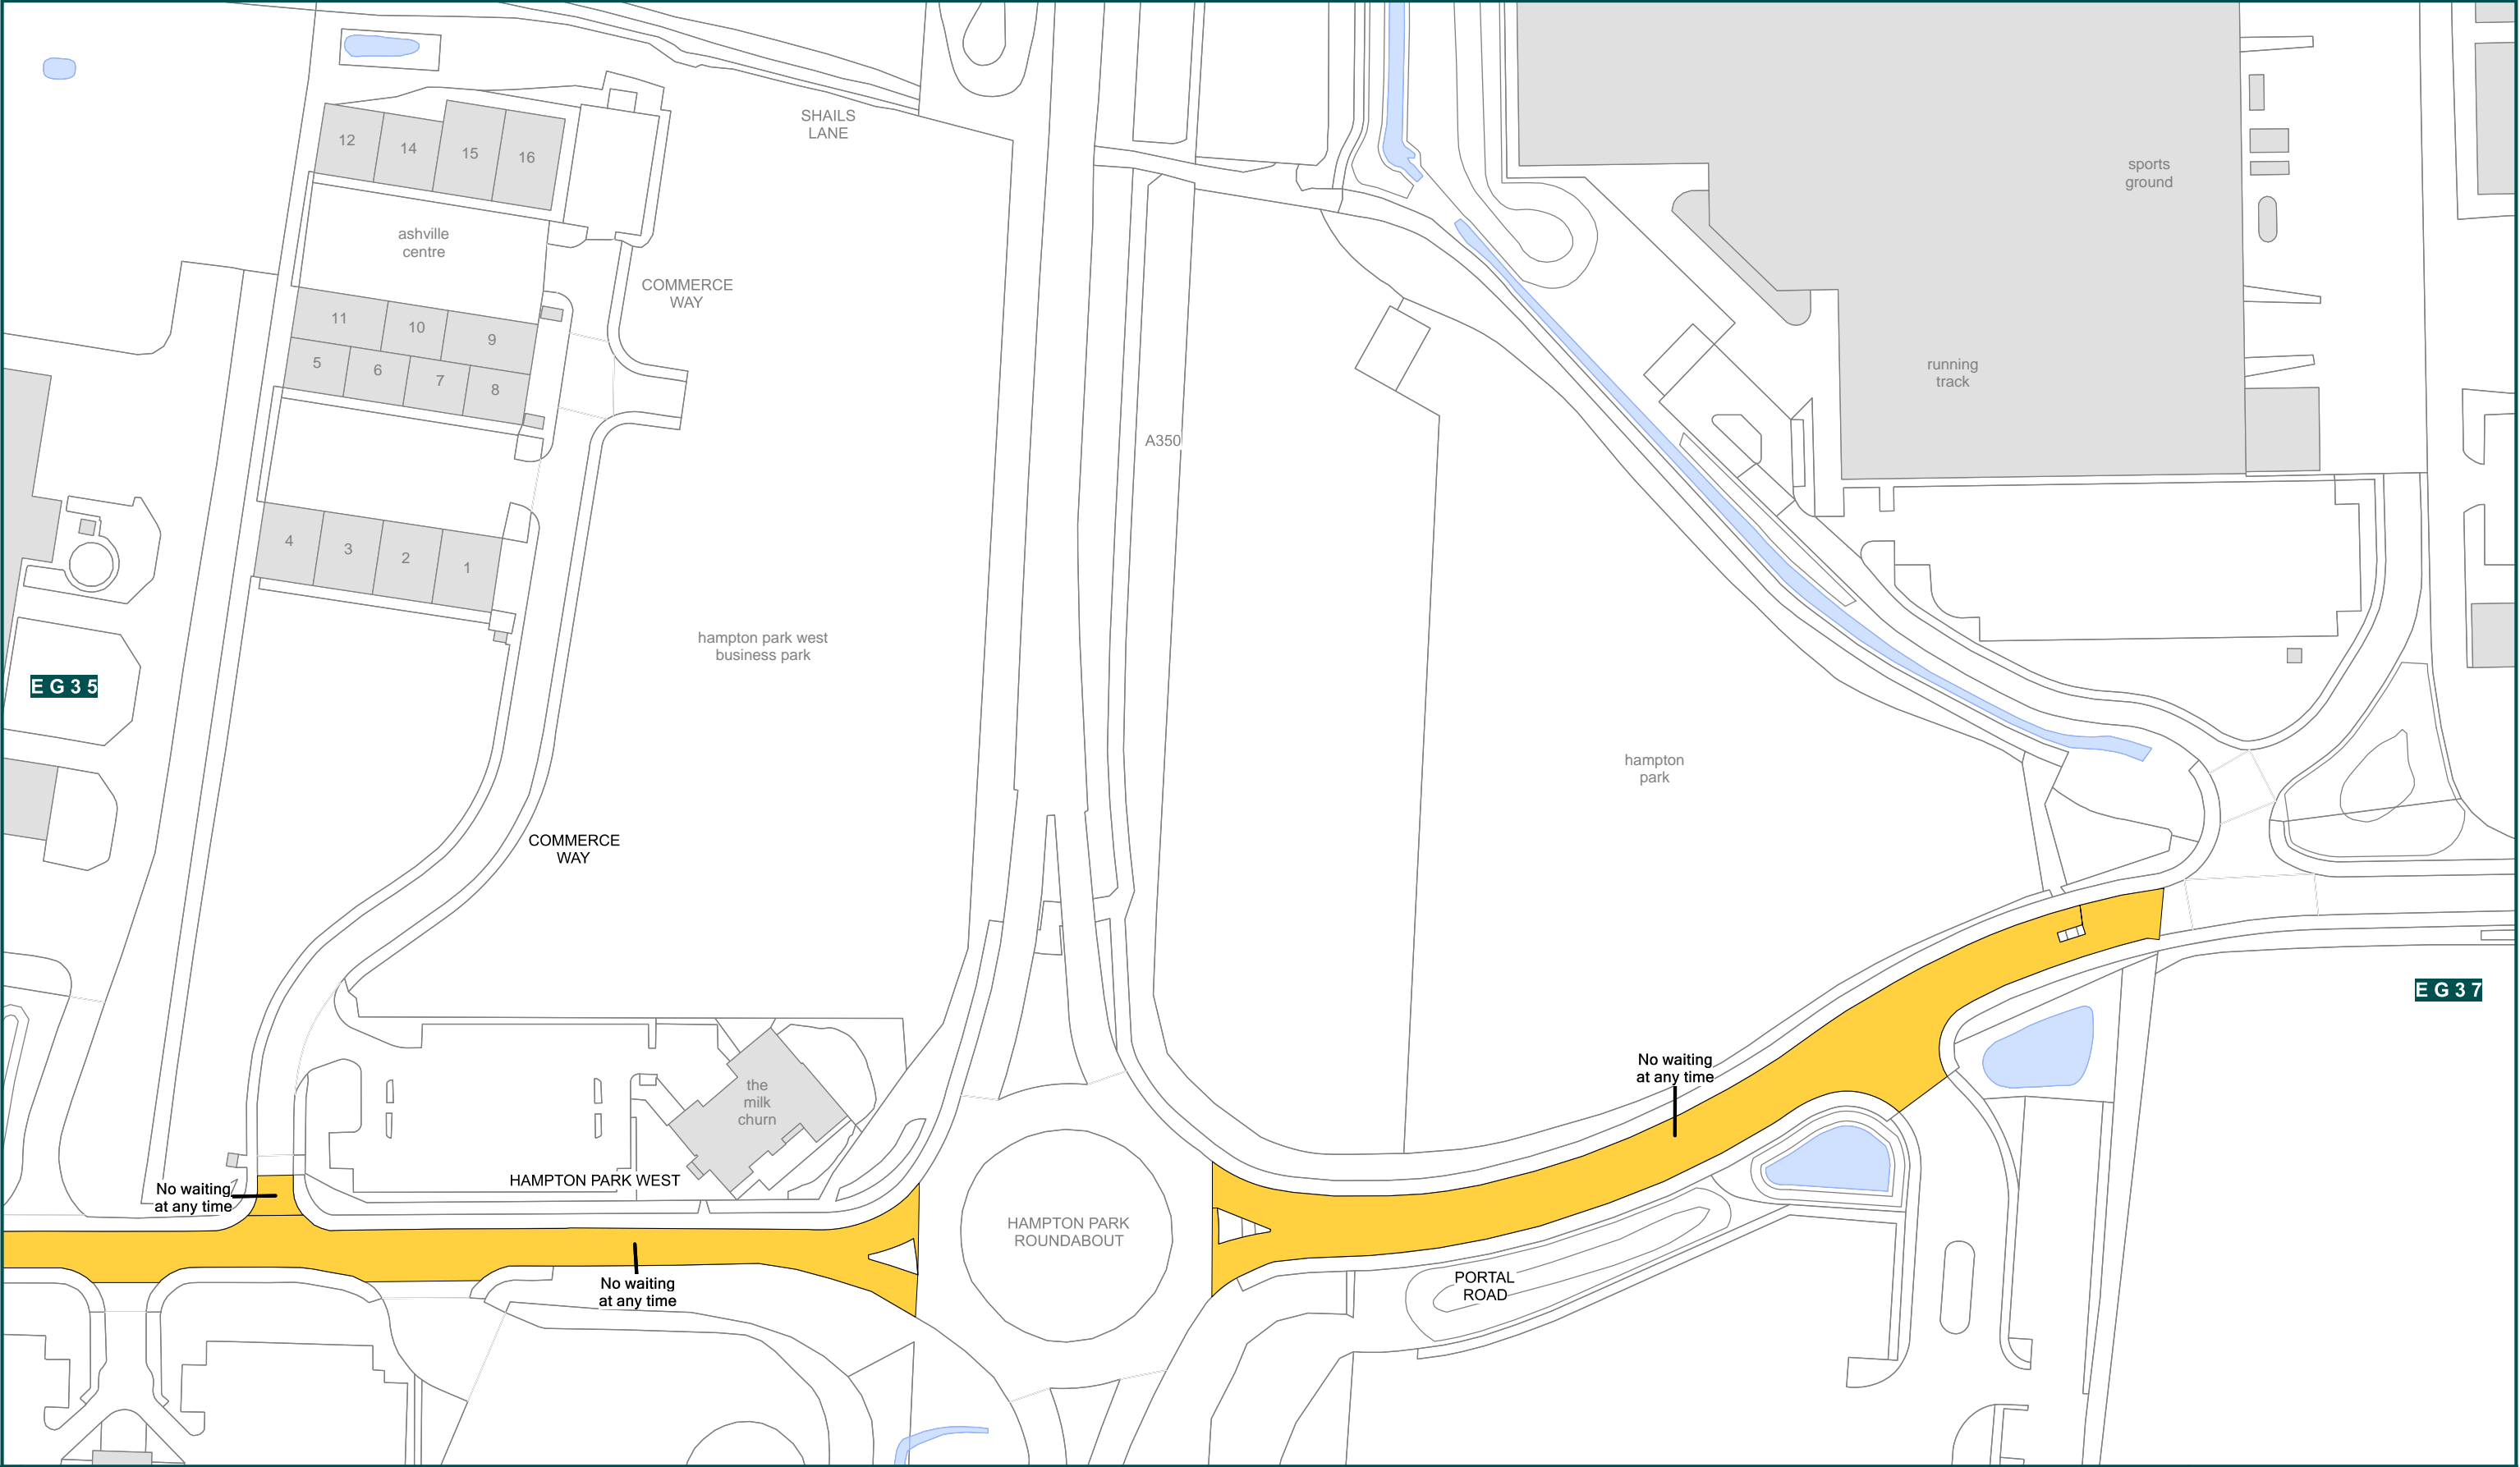 SHAILS
LANE
12
14
15
16
sports
ground
ashville
centre
COMMERCE
WAY
11
10
9
5
6
7
8
running
track
A350
4
3
2
1
hampton park west
business park
E G 3 5
hampton
park
COMMERCE
WAY
E G 3 7
No waiting
at any time
the
milk
churn
HAMPTON PARK WEST
No waiting
at any time
HAMPTON PARK
ROUNDABOUT
No waiting
at any time
PORTAL
ROAD